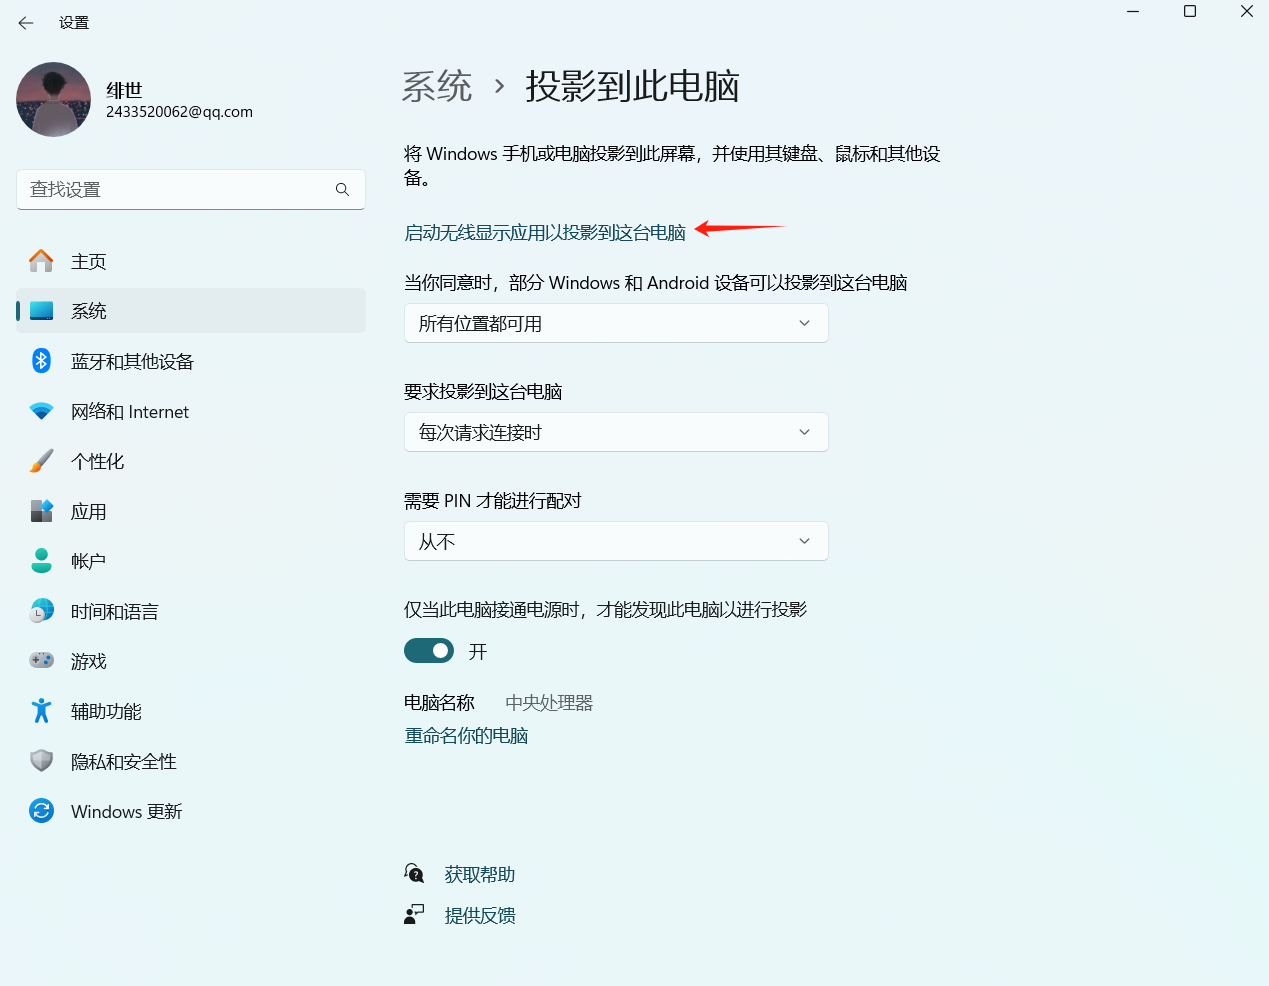 设置
绯世
2433520062@qq.com
查找设置
主页
系统
蓝牙和其他设备
网络和 Internet
个性化
应用
帐户
时间和语言
游戏
辅助功能
隐私和安全性
Windows 更新
系统 › 投影到此电脑
将 Windows 手机或电脑投影到此屏幕，并使用其键盘、鼠标和其他设
备。
启动无线显示应用以投影到这台电脑
当你同意时，部分 Windows 和 Android 设备可以投影到这台电脑
所有位置都可用
要求投影到这台电脑
每次请求连接时
需要 PIN 才能进行配对
从不
仅当此电脑接通电源时，才能发现此电脑以进行投影
开
电脑名称 中央处理器
重命名你的电脑
获取帮助
提供反馈